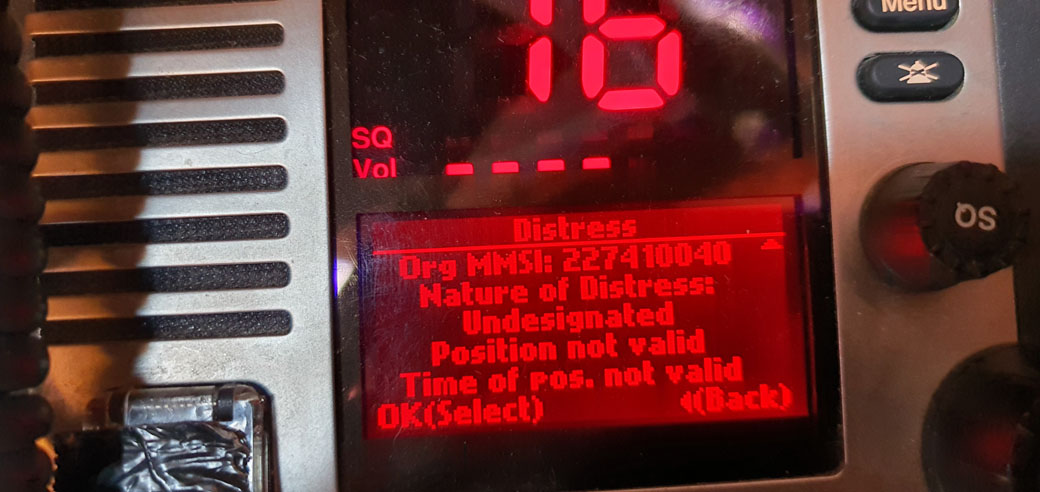 Menu
16
SQ
Vol
SQ
Distress
Org MMSI: 227410040
Nature of Distress:
Undesignated
Position not valid
Time of pos. not valid
OK(Select) (Back)